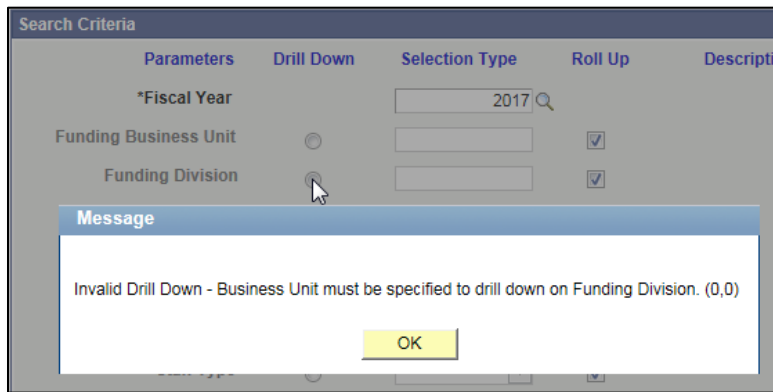 Search Criteria
Parameters Drill Down Selection Type Roll Up Descripti
*Fiscal Year 2017
Funding Business Unit
Funding Division
Message
Invalid Drill Down - Business Unit must be specified to drill down on Funding Division. (0,0)
OK